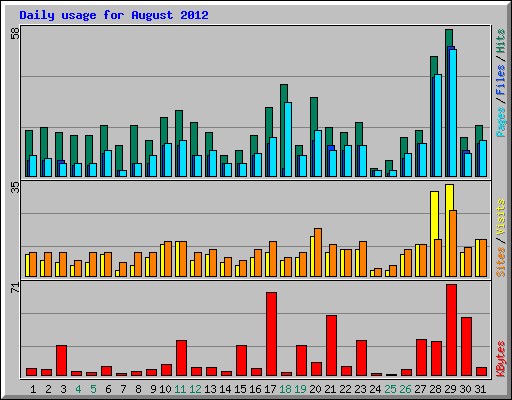 Daily usage for August 2012
58
Pages / Files / Hits
35
Sites / Visits
71
KBytes
1 2 3 4 5 6 7 8 9 10 11 12 13 14 15 16 17 18 19 20 21 22 23 24 25 26 27 28 29 30 31